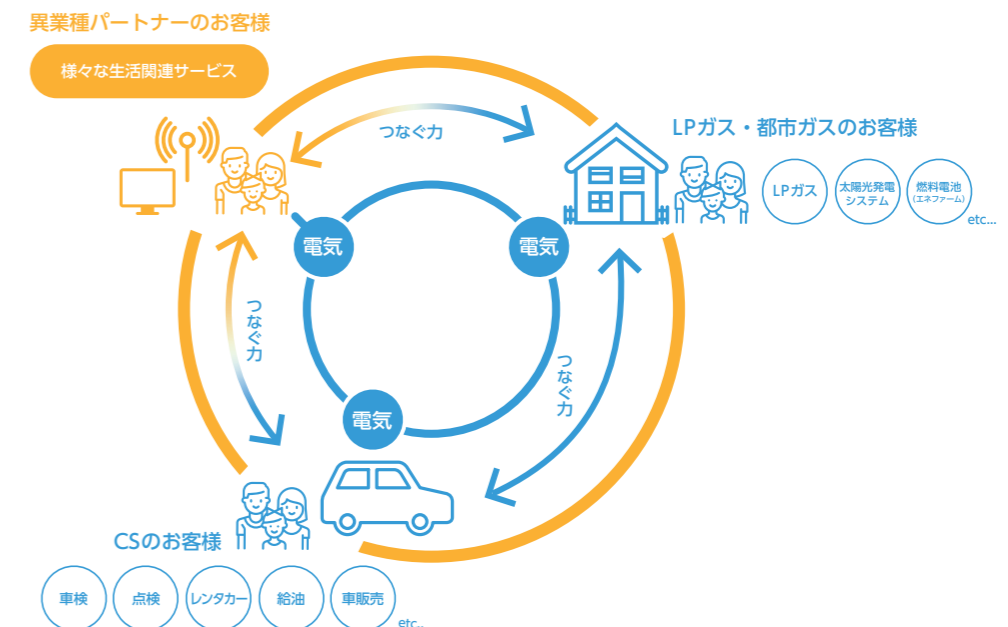 異業種パートナーのお客様
様々な生活関連サービス
つなぐ力
LPガス・都市ガスのお客様
LPガス
太陽光発電
システム
燃料電池
(エネファーム)
etc...
電気
電気
つなぐ力
つなぐ力
電気
CSのお客様
車検
点検
レンタカー
給油
車販売
etc..